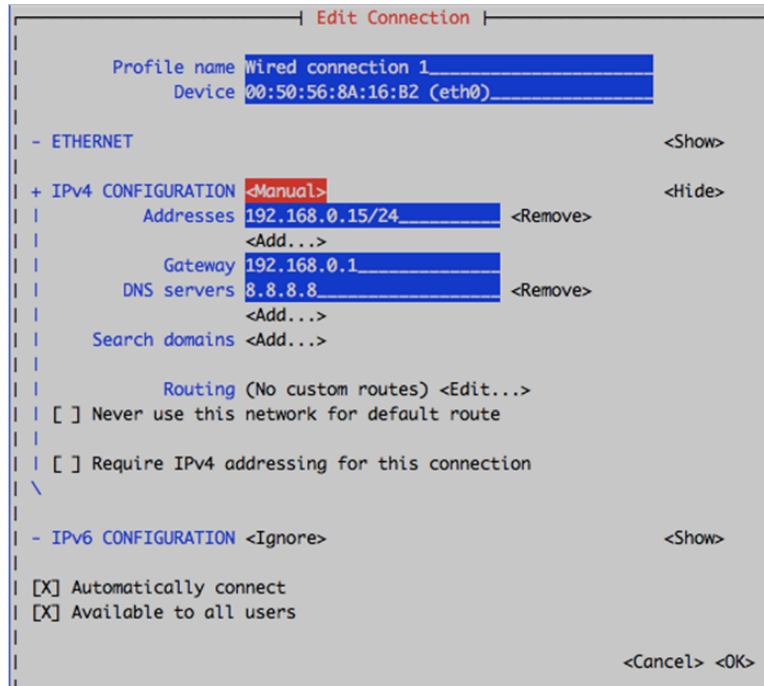 Edit Connection
Profile name Wired connection 1
Device 00:50:56:8A:16:B2 (eth0)
- ETHERNET <Show>
+ IPv4 CONFIGURATION <Manual> <Hide>
Addresses 192.168.0.15/24 <Remove>
<Add...>
Gateway 192.168.0.1
DNS servers 8.8.8.8 <Remove>
<Add...>
Search domains <Add...>
Routing (No custom routes) <Edit...>
[ ] Never use this network for default route
[ ] Require IPv4 addressing for this connection
- IPv6 CONFIGURATION <Ignore> <Show>
[X] Automatically connect
[X] Available to all users
<Cancel> <OK>